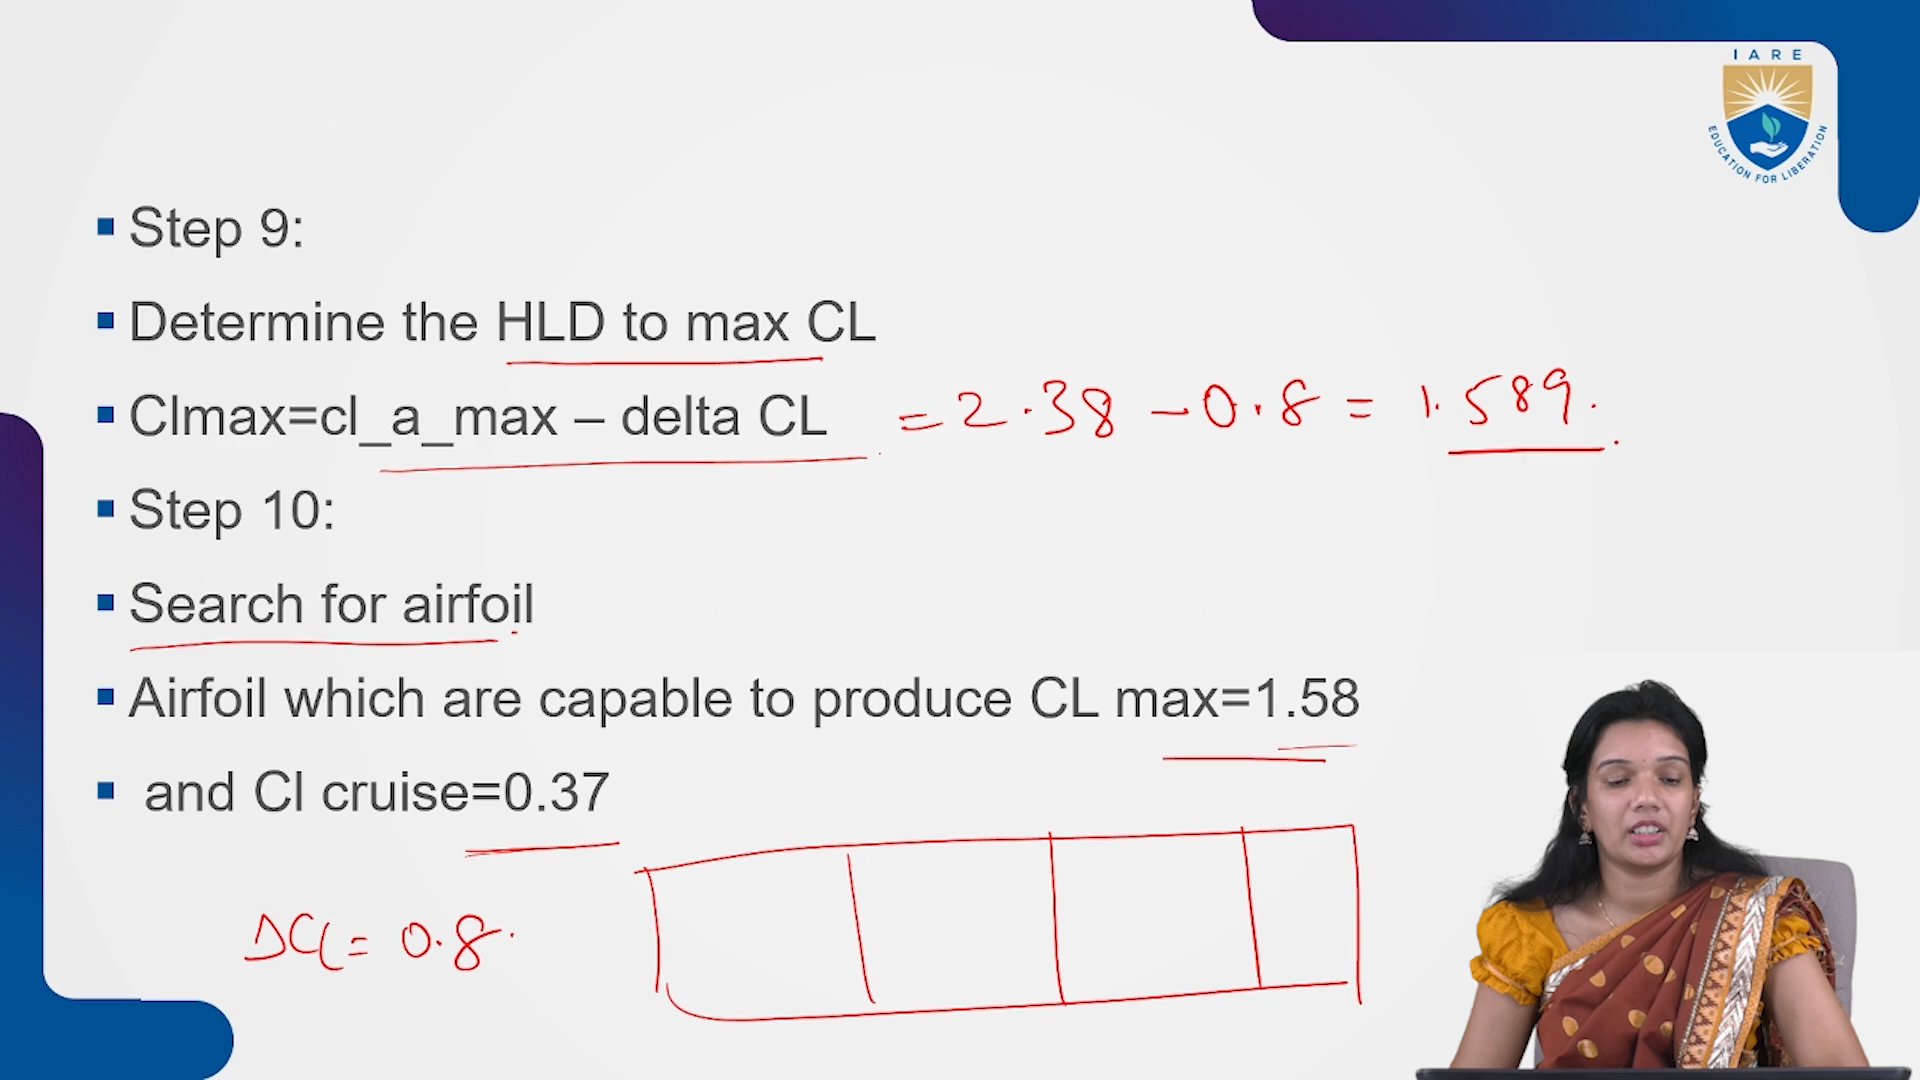 IARE
EDUCATION FOR LIBERATION
Step 9:
Determine the HLD to max CL
Clmax=cl_a_max – delta CL = 2.38 - 0.8 = 1.589.
Step 10:
Search for airfoil
Airfoil which are capable to produce CL max=1.58
and Cl cruise=0.37
ΔCL = 0.8.